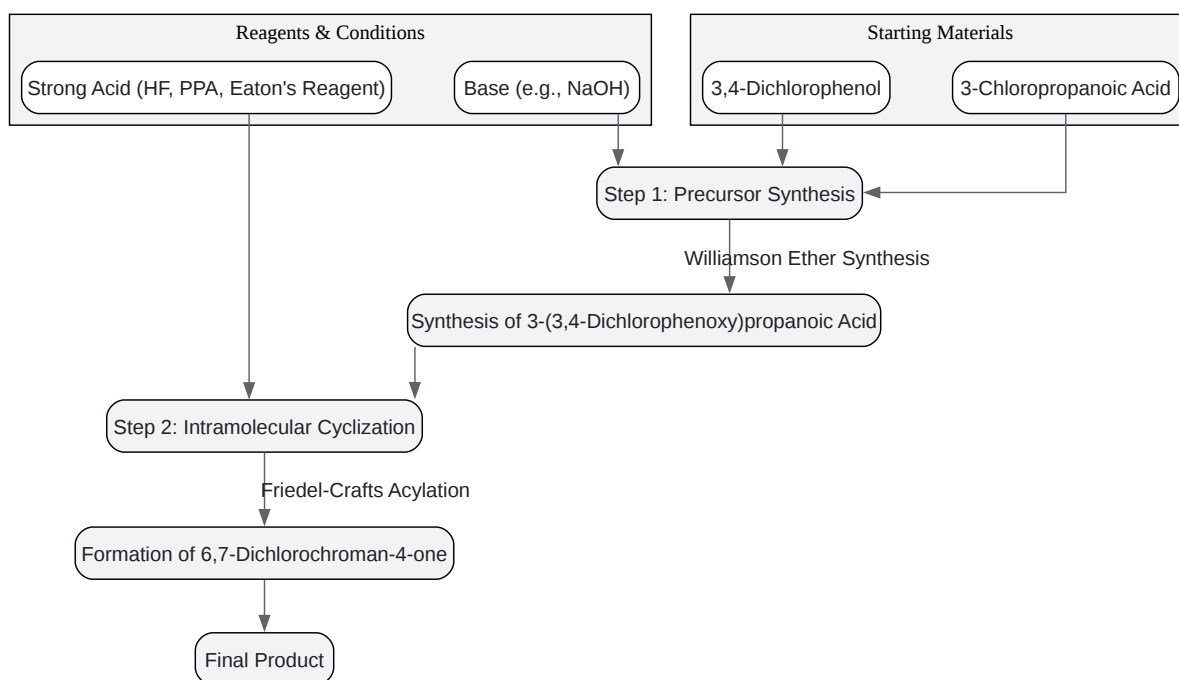 Reagents & Conditions
Starting Materials
Strong Acid (HF, PPA, Eaton's Reagent)
Base (e.g., NaOH)
3,4-Dichlorophenol
3-Chloropropanoic Acid
Step 1: Precursor Synthesis
Williamson Ether Synthesis
Synthesis of 3-(3,4-Dichlorophenoxy)propanoic Acid
Step 2: Intramolecular Cyclization
Friedel-Crafts Acylation
Formation of 6,7-Dichlorochroman-4-one
Final Product